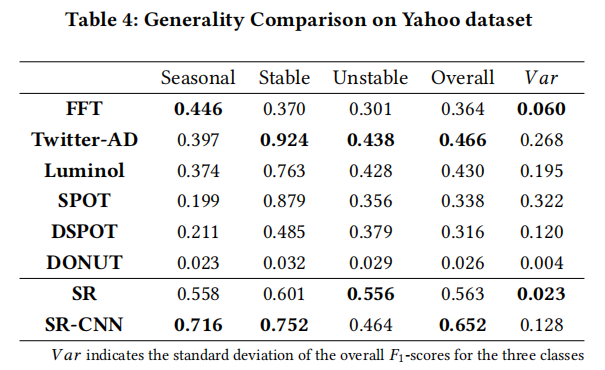 Table 4: Generality Comparison on Yahoo dataset
Seasonal Stable Unstable Overall Var
FFT 0.446 0.370 0.301 0.364 0.060
Twitter-AD 0.397 0.924 0.438 0.466 0.268
Luminol 0.374 0.763 0.428 0.430 0.195
SPOT 0.199 0.879 0.356 0.338 0.322
DSPOT 0.211 0.485 0.379 0.316 0.120
DONUT 0.023 0.032 0.029 0.026 0.004
SR 0.558 0.601 0.556 0.563 0.023
SR-CNN 0.716 0.752 0.464 0.652 0.128
Var indicates the standard deviation of the overall F₁-scores for the three classes